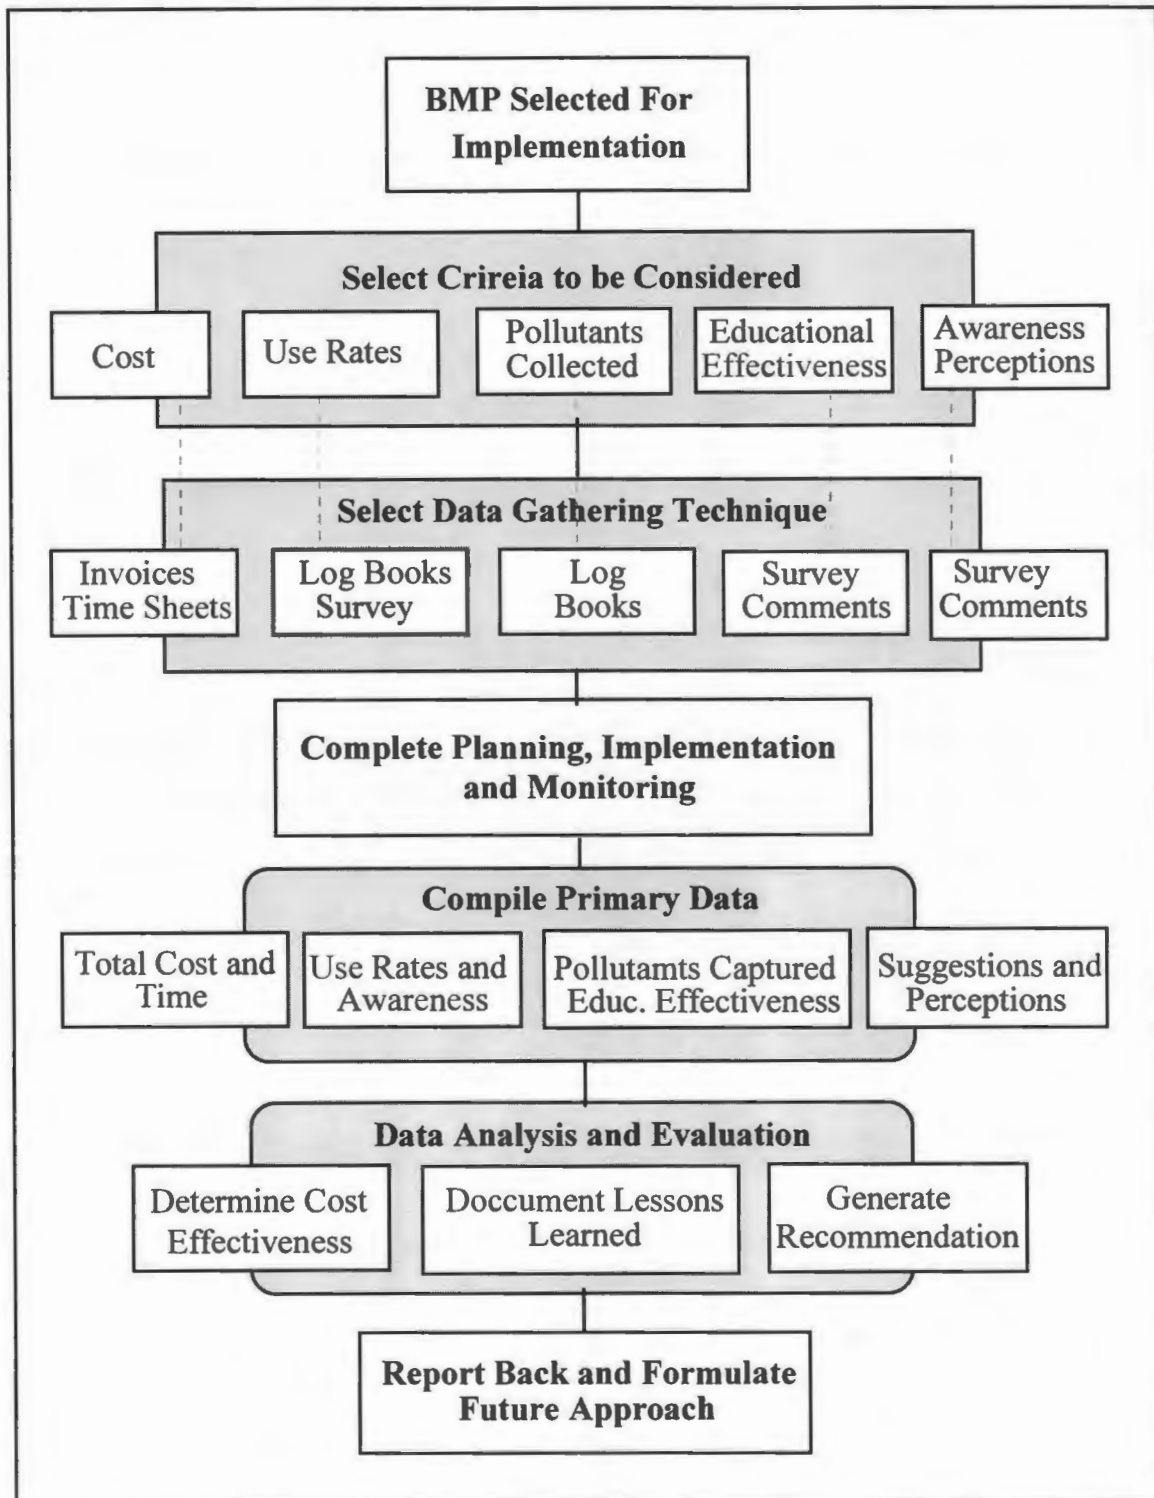 BMP Selected For
Implementation
Select Crireia to be Considered
Cost
Use Rates
Pollutants
Collected
Educational
Effectiveness
Awareness
Perceptions
Select Data Gathering Technique
Invoices
Time Sheets
Log Books
Survey
Log
Books
Survey
Comments
Survey
Comments
Complete Planning, Implementation
and Monitoring
Compile Primary Data
Total Cost and
Time
Use Rates and
Awareness
Pollutamts Captured
Educ. Effectiveness
Suggestions and
Perceptions
Data Analysis and Evaluation
Determine Cost
Effectiveness
Doccument Lessons
Learned
Generate
Recommendation
Report Back and Formulate
Future Approach